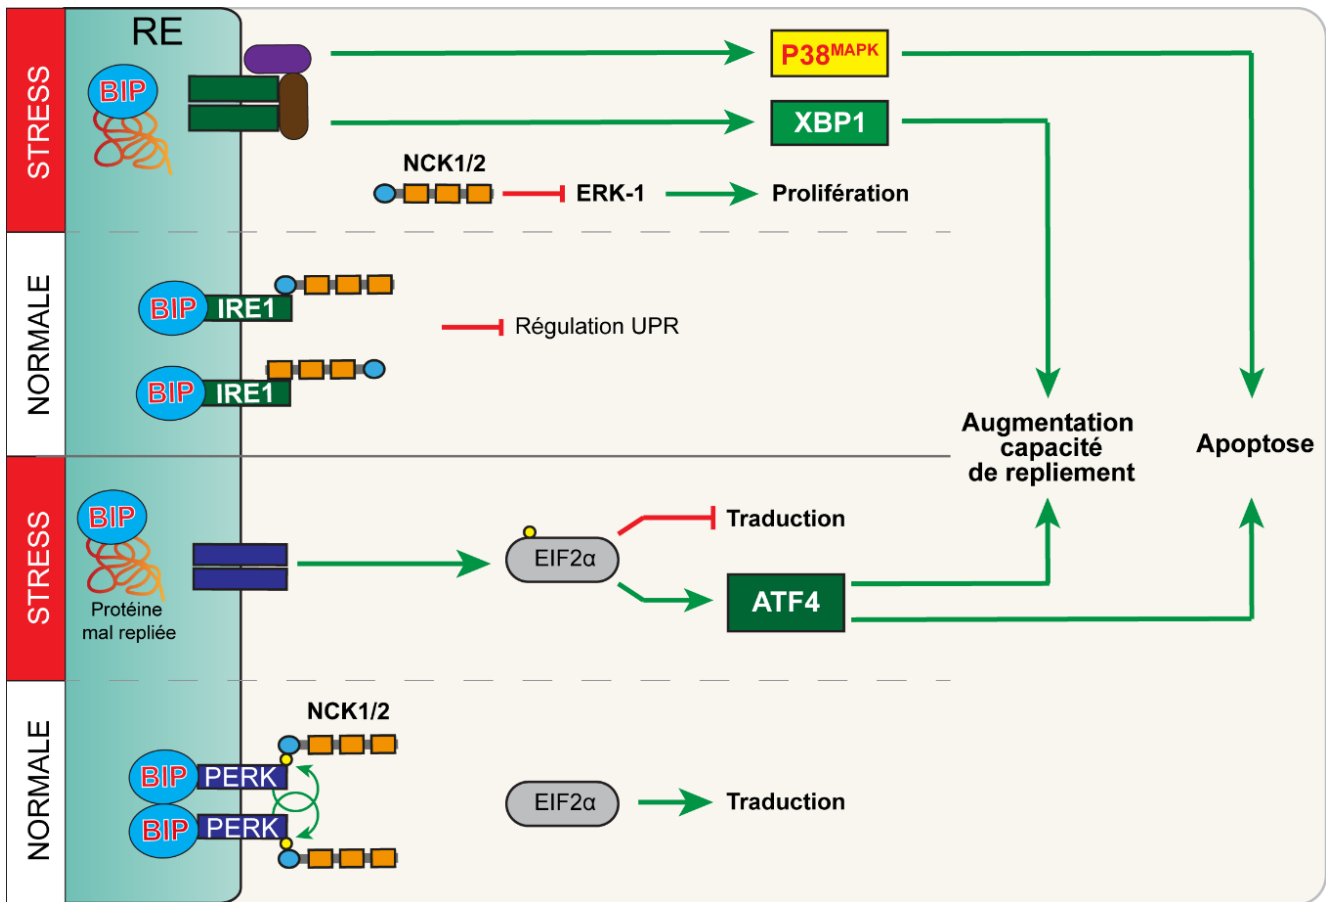 RE
STRESS
BIP
P38MAPK
XBP1
NCK1/2
ERK-1
Prolifération
NORMALE
BIP
IRE1
Régulation UPR
BIP
IRE1
Augmentation
capacité
de repliement
Apoptose
STRESS
BIP
Protéine
mal repliée
EIF2α
Traduction
ATF4
NORMALE
NCK1/2
BIP
PERK
BIP
PERK
EIF2α
Traduction